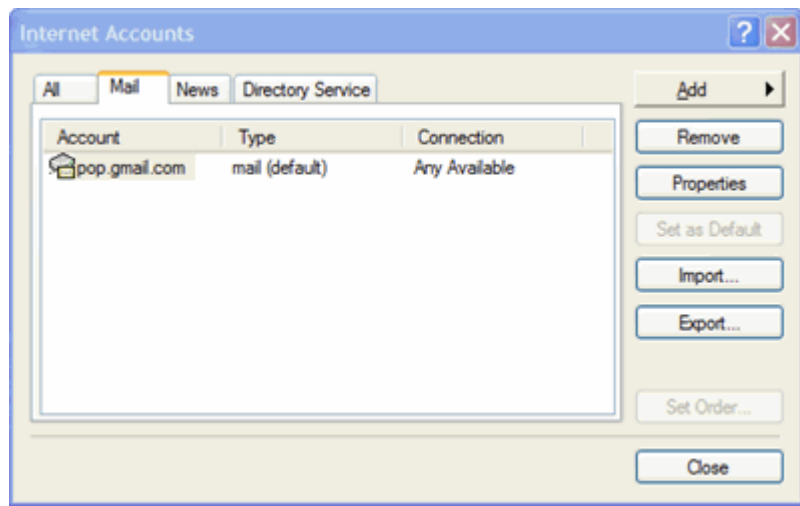 Internet Accounts
All Mail News Directory Service
Account Type Connection
pop.gmail.com mail (default) Any Available
Add
Remove
Properties
Set as Default
Import...
Export...
Set Order...
Close